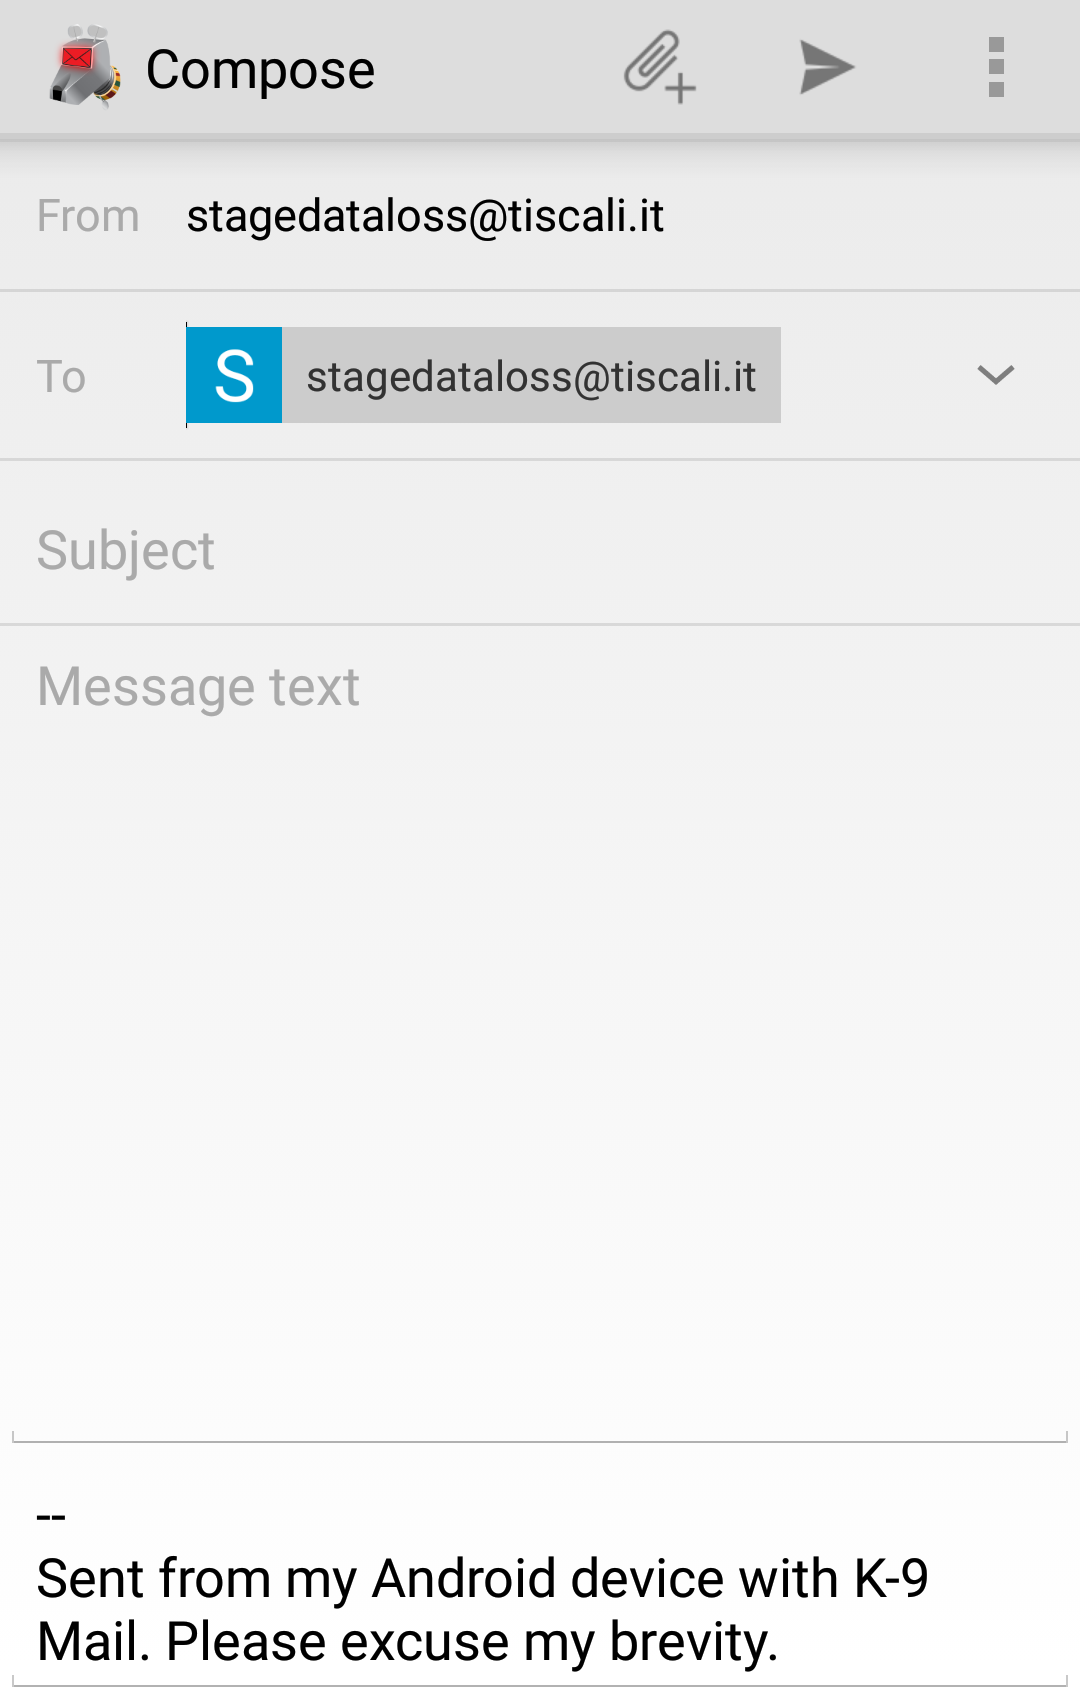 Compose
From stagedataloss@tiscali.it
To S stagedataloss@tiscali.it
Subject
Message text
--
Sent from my Android device with K-9
Mail. Please excuse my brevity.